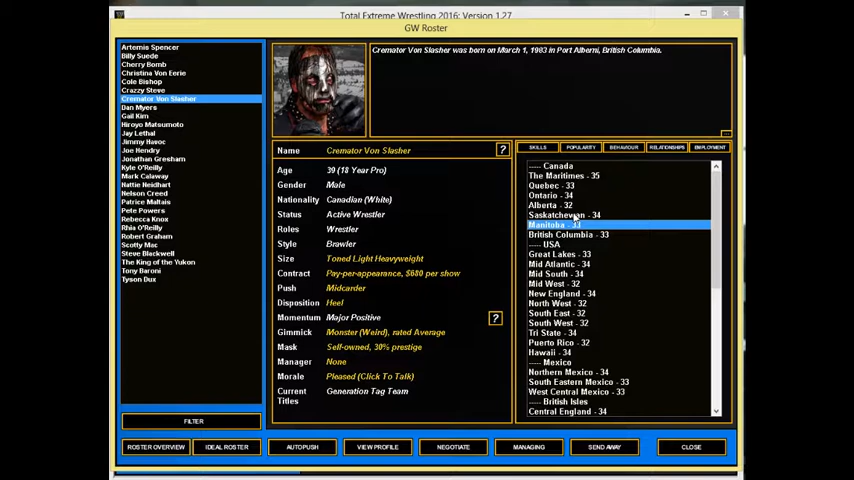 Total Extreme Wrestling 2016: Version 1.27
GW Roster
Artemis Spencer
Billy Suede
Cherry Bomb
Christina Von Eerie
Cole Bishop
Crazzy Steve
Cremator Von Slasher
Dan Myers
Gail Kim
Hiroyo Matsumoto
Jay Lethal
Jimmy Havoc
Joe Hendry
Jonathan Gresham
Kyle O'Reilly
Mark Calaway
Nattie Neidhart
Nelson Creed
Patrice Maltais
Pete Powers
Rebecca Knox
Rhia O'Reilly
Robert Graham
Scotty Mac
Steve Blackwell
The King of the Yukon
Tony Baroni
Tyson Dux
FILTER
Cremator Von Slasher was born on March 1, 1983 in Port Alberni, British Columbia.
Name Cremator Von Slasher ?
Age 39 (18 Year Pro)
Gender Male
Nationality Canadian (White)
Status Active Wrestler
Roles Wrestler
Style Brawler
Size Toned Light Heavyweight
Contract Pay-per-appearance, $680 per show
Push Midcarder
Disposition Heel
Momentum Major Positive ?
Gimmick Monster (Weird), rated Average
Mask Self-owned, 30% prestige
Manager None
Morale Pleased (Click To Talk)
Current Titles Generation Tag Team
SKILLS POPULARITY BEHAVIOUR RELATIONSHIPS EMPLOYMENT
----- Canada
The Maritimes - 35
Quebec - 33
Ontario - 34
Alberta - 32
Saskatchewan - 34
Manitoba - 33
British Columbia - 33
----- USA
Great Lakes - 33
Mid Atlantic - 34
Mid South - 34
Mid West - 32
New England - 34
North West - 32
South East - 32
South West - 32
Tri State - 34
Puerto Rico - 32
Hawaii - 34
----- Mexico
Northern Mexico - 34
South Eastern Mexico - 33
West Central Mexico - 33
----- British Isles
Central England - 34
ROSTER OVERVIEW IDEAL ROSTER AUTOPUSH VIEW PROFILE NEGOTIATE MANAGING SEND AWAY CLOSE